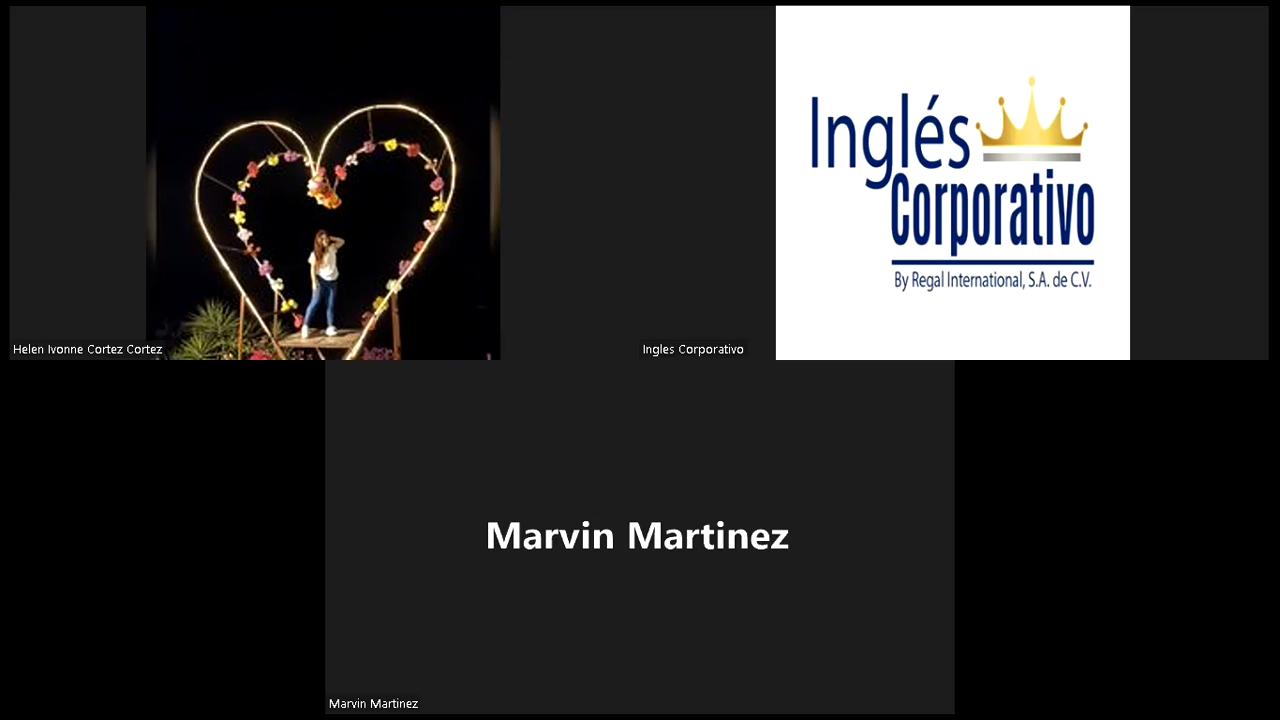 Inglés
Corporativo
By Regal International, S.A. de C.V.
Helen Ivonne Cortez Cortez
Ingles Corporativo
Marvin Martinez
Marvin Martinez